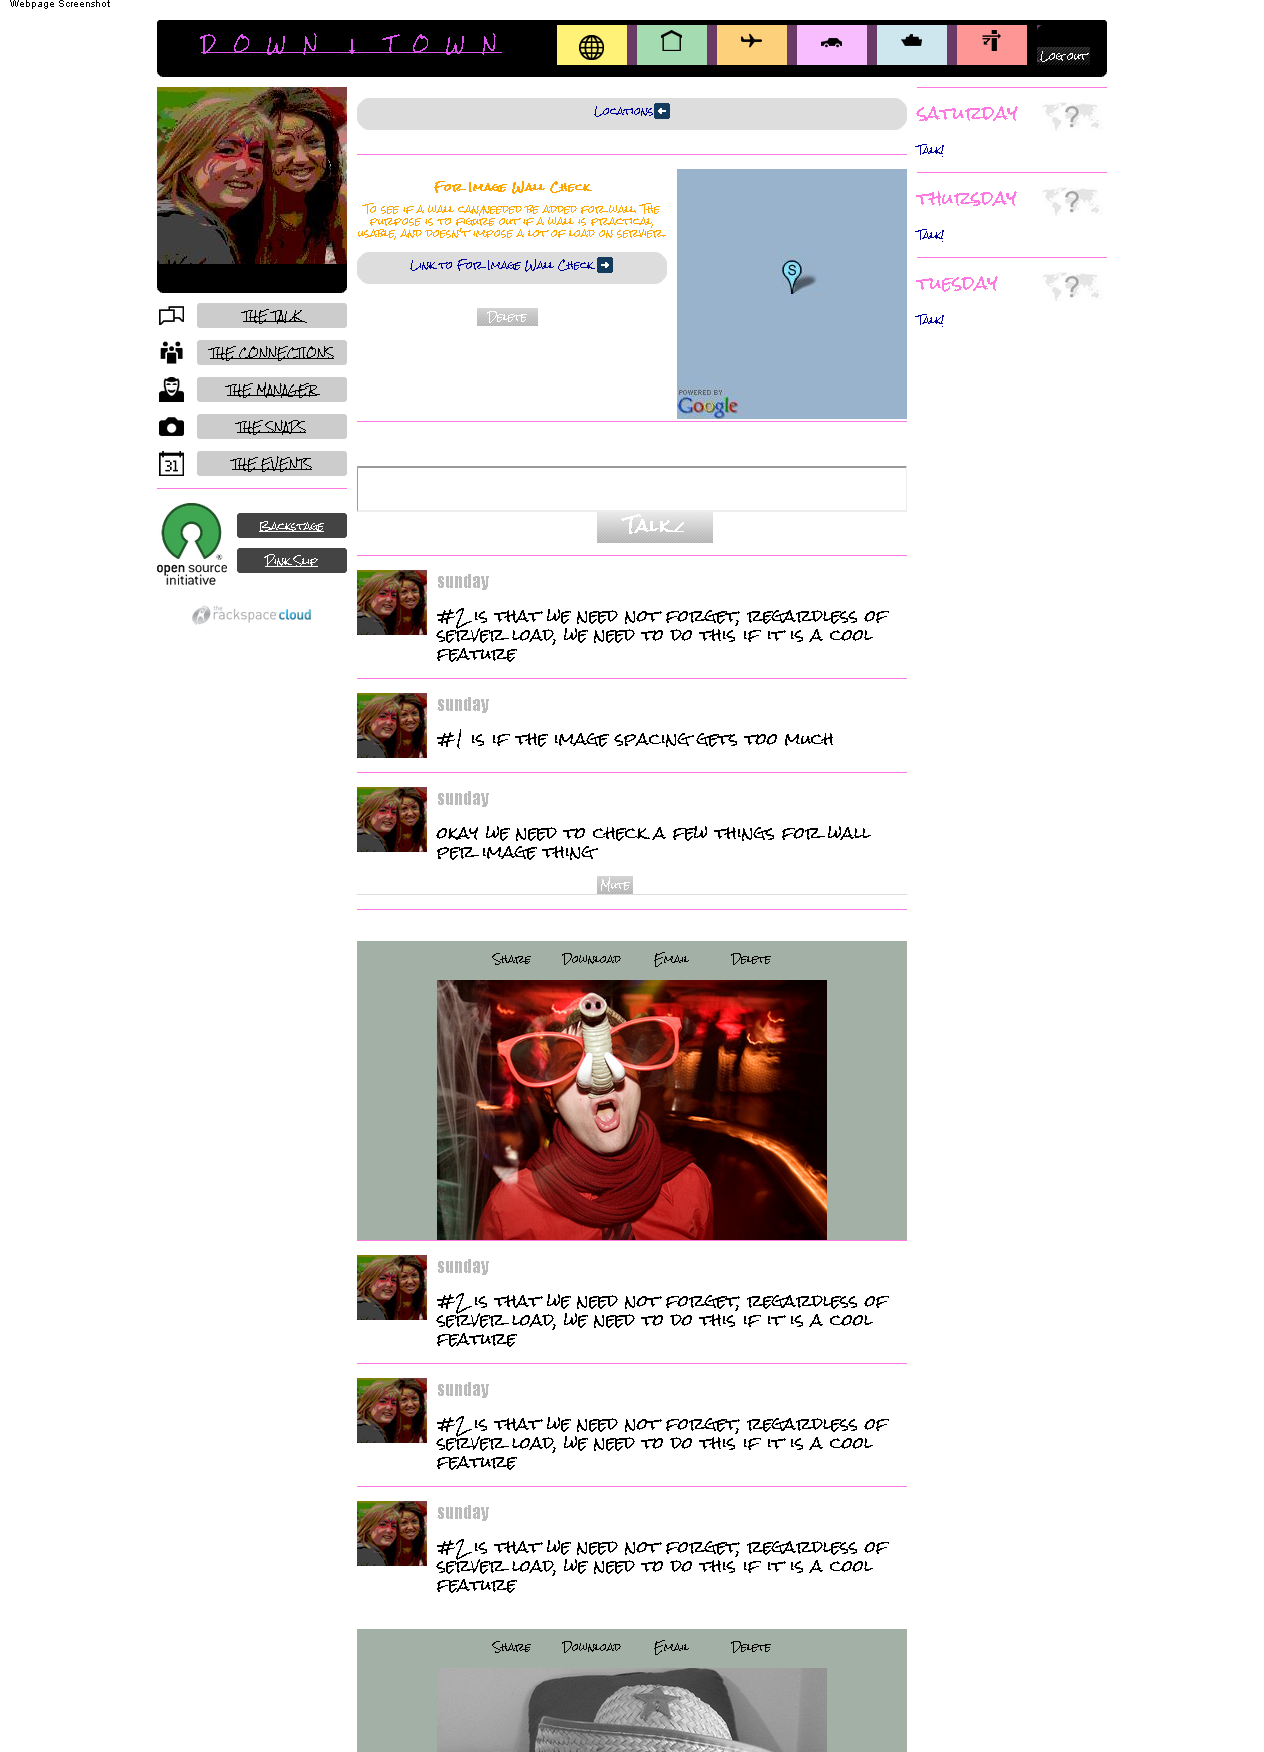 Webpage Screenshot
DOWN ↓ TOWN
Log out
Locations
For Image Wall Check
To see if a wall can/needed be added for wall. The
purpose is to figure out if a wall is practical,
usable, and doesn't impose a lot of load on server.
Link to For Image Wall Check
Delete
S
POWERED BY
Google
Saturday
Talk!
Thursday
Talk!
Tuesday
Talk!
THE TALK
THE CONNECTIONS
THE MANAGER
THE SNAPS
31
THE EVENTS
open source
initiative
Backstage
Pink Slip
the
rackspace cloud
Talk
sunday
#2 is that we need not forget, regardless of
server load, we need to do this if it is a cool
feature
sunday
#1 is if the image spacing gets too much
sunday
okay we need to check a few things for wall
per image thing
Mute
Share Download Email Delete
sunday
#2 is that we need not forget, regardless of
server load, we need to do this if it is a cool
feature
sunday
#2 is that we need not forget, regardless of
server load, we need to do this if it is a cool
feature
sunday
#2 is that we need not forget, regardless of
server load, we need to do this if it is a cool
feature
Share Download Email Delete